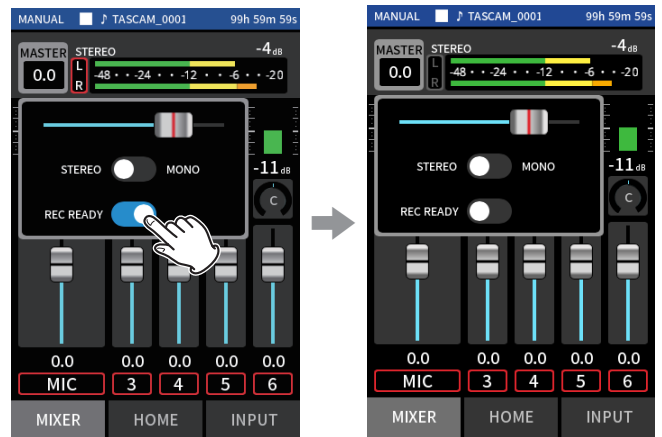 MANUAL ♪ TASCAM_0001 99h 59m 59s
MASTER STEREO -4dB
0.0 L -48 · · -24 · · -12 · · -6 · · -20
R
STEREO MONO -11dB
REC READY C
0.0 0.0 0.0 0.0 0.0
MIC 3 4 5 6
MIXER HOME INPUT
MANUAL ♪ TASCAM_0001 99h 59m 59s
MASTER STEREO -4dB
0.0 L -48 · · -24 · · -12 · · -6 · · -20
R
STEREO MONO -11dB
REC READY C
0.0 0.0 0.0 0.0 0.0
MIC 3 4 5 6
MIXER HOME INPUT